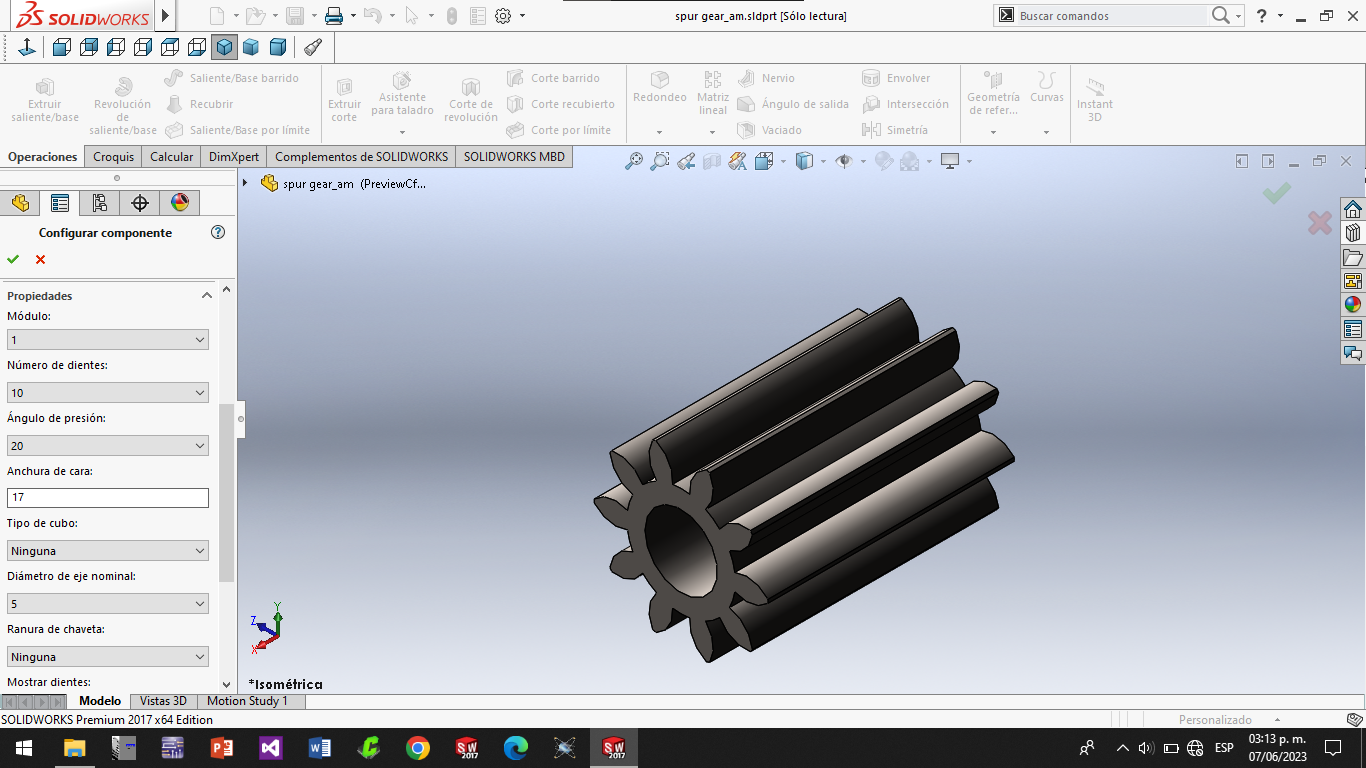 SOLIDWORKS
spur gear_am.sldprt [Sólo lectura]
Buscar comandos
Extruir saliente/base
Revolución de saliente/base
Saliente/Base barrido
Recubrir
Saliente/Base por límite
Extruir corte
Asistente para taladro
Corte de revolución
Corte barrido
Corte recubierto
Corte por límite
Redondeo
Matriz lineal
Nervio
Ángulo de salida
Vaciado
Envolver
Intersección
Simetría
Geometría de refer...
Curvas
Instant 3D
Operaciones
Croquis
Calcular
DimXpert
Complementos de SOLIDWORKS
SOLIDWORKS MBD
spur gear_am (PreviewCf...
Configurar componente
Propiedades
Módulo:
1
Número de dientes:
10
Ángulo de presión:
20
Anchura de cara:
17
Tipo de cubo:
Ninguna
Diámetro de eje nominal:
5
Ranura de chaveta:
Ninguna
Mostrar dientes:
Y
Z
X
*Isométrica
Modelo
Vistas 3D
Motion Study 1
SOLIDWORKS Premium 2017 x64 Edition
Personalizado
ESP
03:13 p. m.
07/06/2023